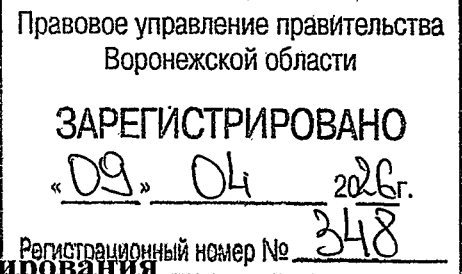 Правовое управление правительства
Воронежской области
ЗАРЕГИСТРИРОВАНО
«09» 04 2026г.
Регистрационный номер № 348
ирования